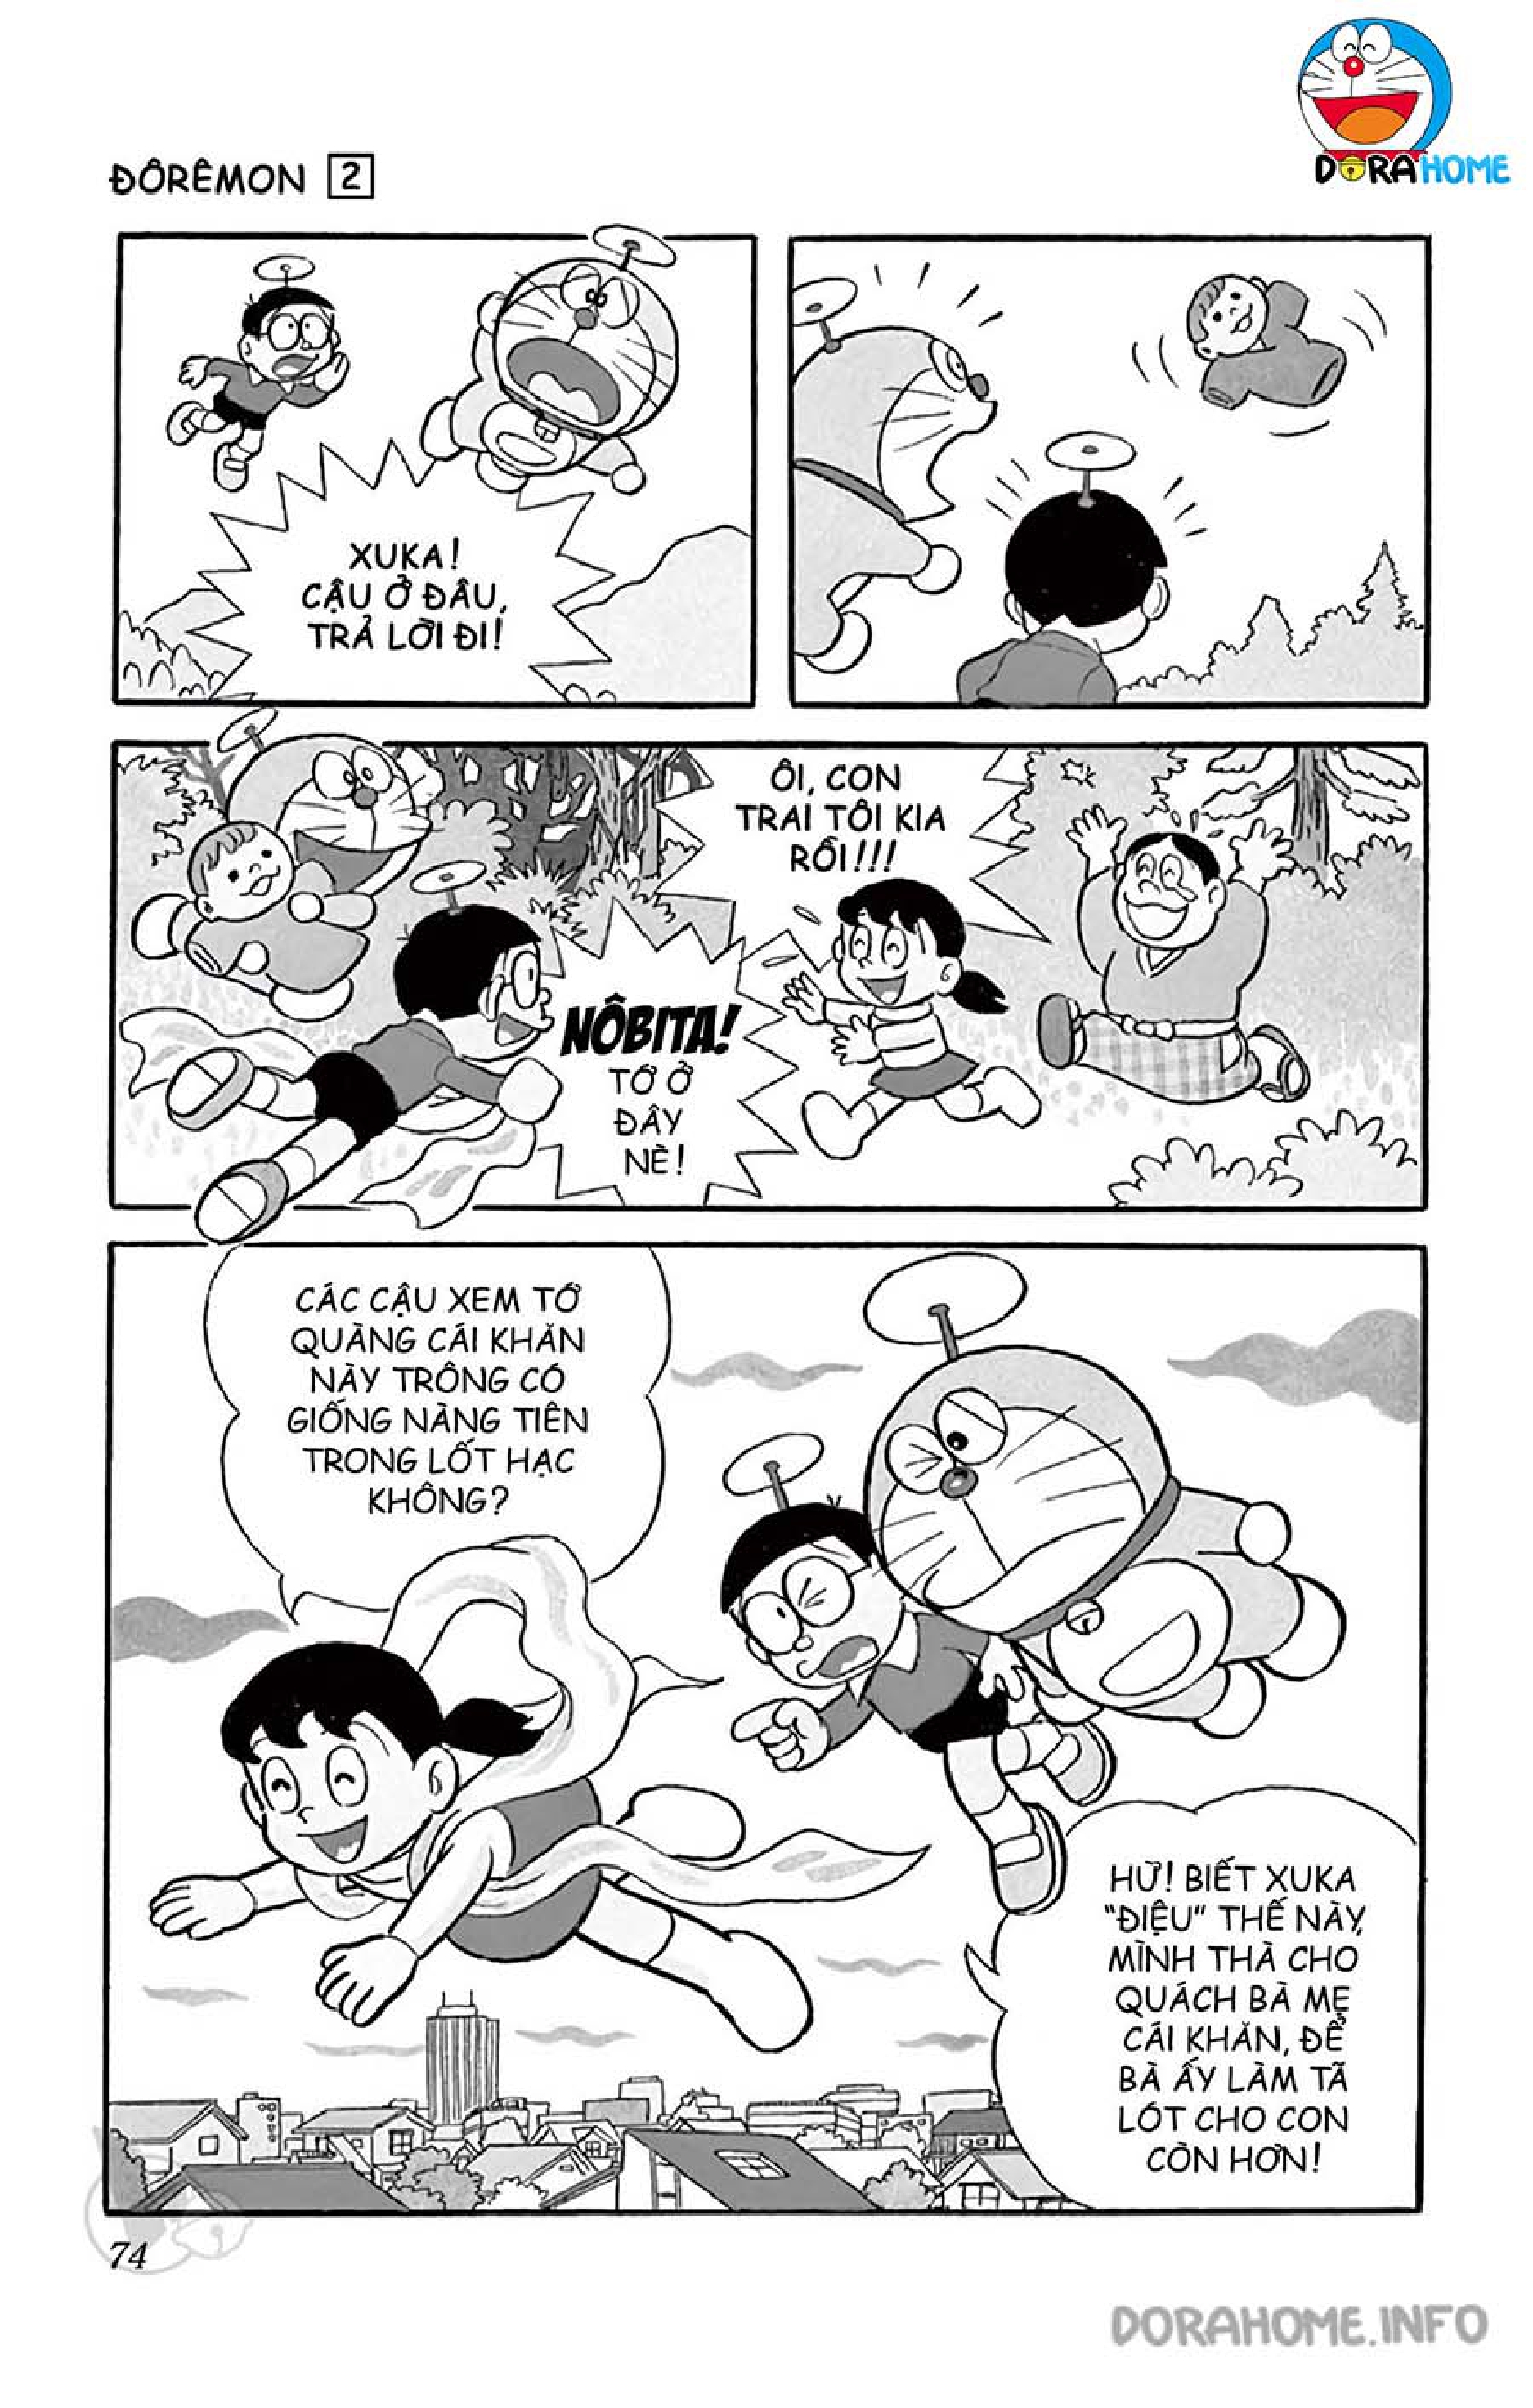 DORAHOME
ĐÔRÊMON 2
XUKA!
CẬU Ở ĐÂU,
TRẢ LỜI ĐI!
ÔI, CON
TRAI TÔI KIA
RỒI!!!
NÔBITA!
TỚ Ở
ĐÂY
NÈ!
CÁC CẬU XEM TỚ
QUÀNG CÁI KHĂN
NÀY TRÔNG CÓ
GIỐNG NÀNG TIÊN
TRONG LỐT HẠC
KHÔNG?
HỪ! BIẾT XUKA
"ĐIỆU" THẾ NÀY,
MÌNH THÀ CHO
QUÁCH BÀ MẸ
CÁI KHĂN, ĐỂ
BÀ ẤY LÀM TÃ
LÓT CHO CON
CÒN HƠN!
74
DORAHOME.INFO